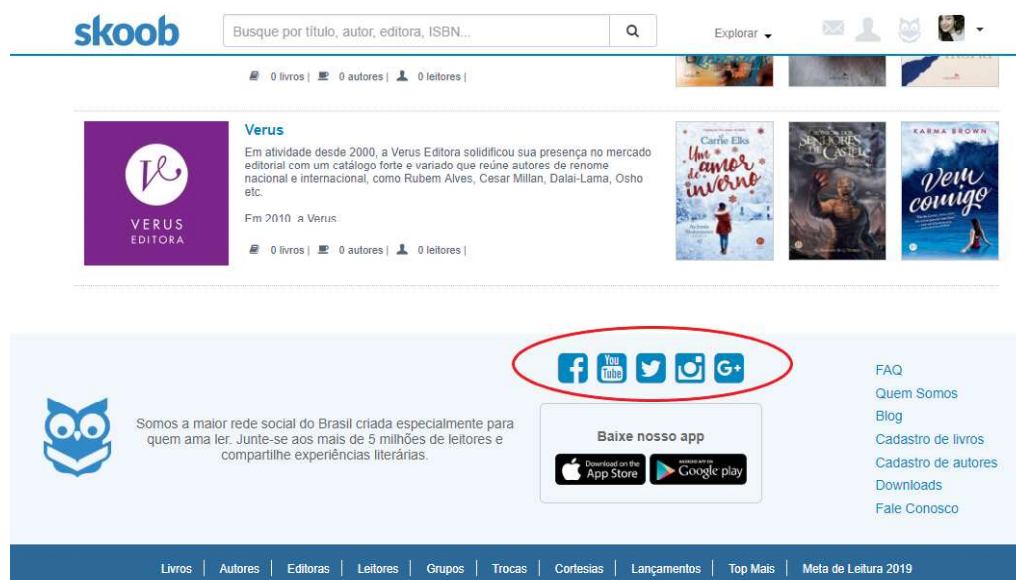 skoob
Busque por título, autor, editora, ISBN...
Explorar
0 livros | 0 autores | 0 leitores |
Verus
Em atividade desde 2000, a Verus Editora solidificou sua presença no mercado
editorial com um catálogo forte e variado que reúne autores de renome
nacional e internacional, como Rubem Alves, Cesar Millan, Dalai-Lama, Osho
etc.
Em 2010, a Verus
0 livros | 0 autores | 0 leitores |
VERUS
EDITORA
Carrie Elks
Um amor de inverno
SENHORES
CASTELO
KARMA BROWN
Vem
comigo
You
Tube
G+
Somos a maior rede social do Brasil criada especialmente para
quem ama ler. Junte-se aos mais de 5 milhões de leitores e
compartilhe experiências literárias.
Baixe nosso app
Download on the
App Store
ANDROID APP ON
Google play
FAQ
Quem Somos
Blog
Cadastro de livros
Cadastro de autores
Downloads
Fale Conosco
Livros | Autores | Editoras | Leitores | Grupos | Trocas | Cortesias | Lançamentos | Top Mais | Meta de Leitura 2019